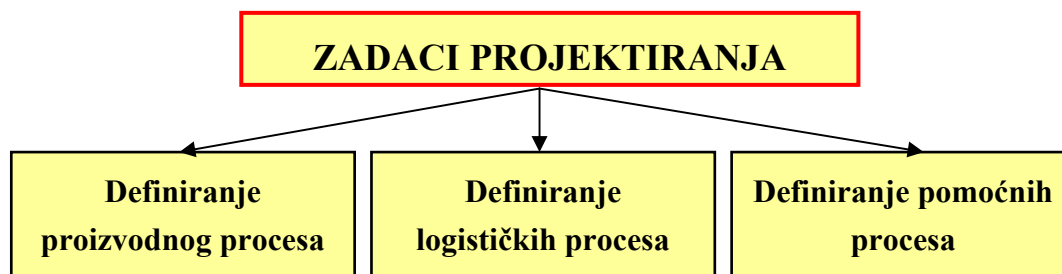 ZADACI PROJEKTIRANJA
Definiranje
proizvodnog procesa
Definiranje
logističkih procesa
Definiranje pomoćnih
procesa